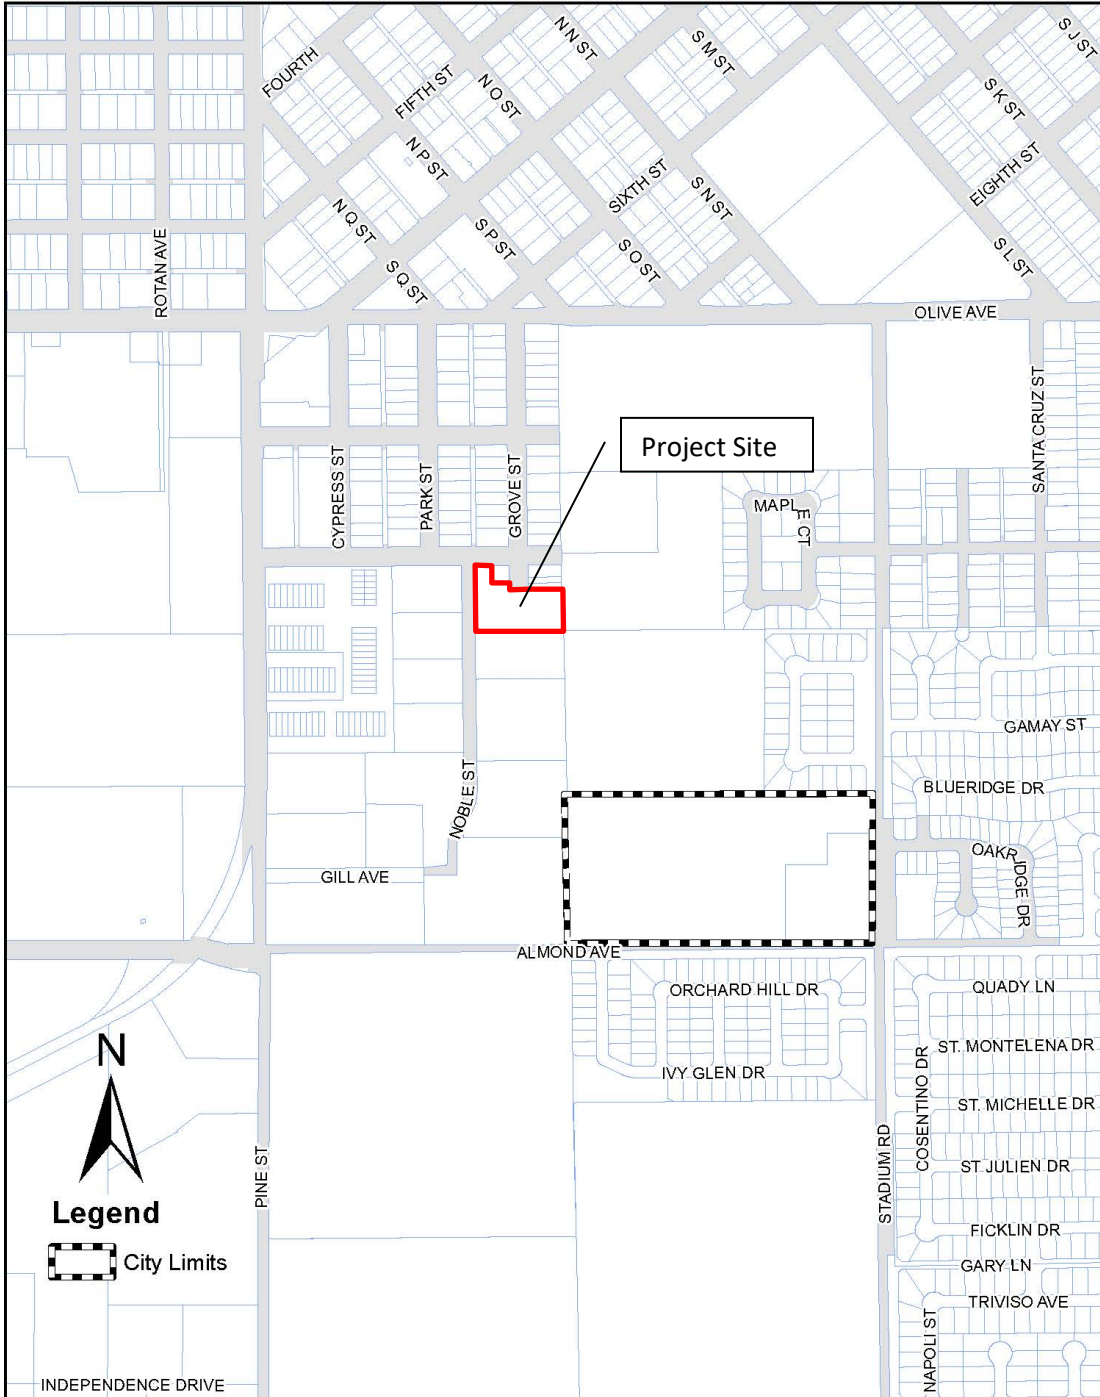 N N ST
S M ST
S J ST
FOURTH
FIFTH ST
N O ST
S K ST
N P ST
SIXTH ST
EIGHTH ST
N Q ST
S P ST
S N ST
S O ST
S Q ST
S L ST
ROTAN AVE
OLIVE AVE
SANTA CRUZ ST
Project Site
CYPRESS ST
PARK ST
GROVE ST
MAPLE CT
GAMAY ST
NOBLE ST
BLUERIDGE DR
OAKRIDGE DR
GILL AVE
ALMOND AVE
ORCHARD HILL DR
QUADY LN
N
ST. MONTELENA DR
IVY GLEN DR
COSENTINO DR
ST. MICHELLE DR
PINE ST
STADIUM RD
ST JULIEN DR
Legend
FICKLIN DR
City Limits
GARY LN
TRIVISO AVE
NAPOLI ST
INDEPENDENCE DRIVE